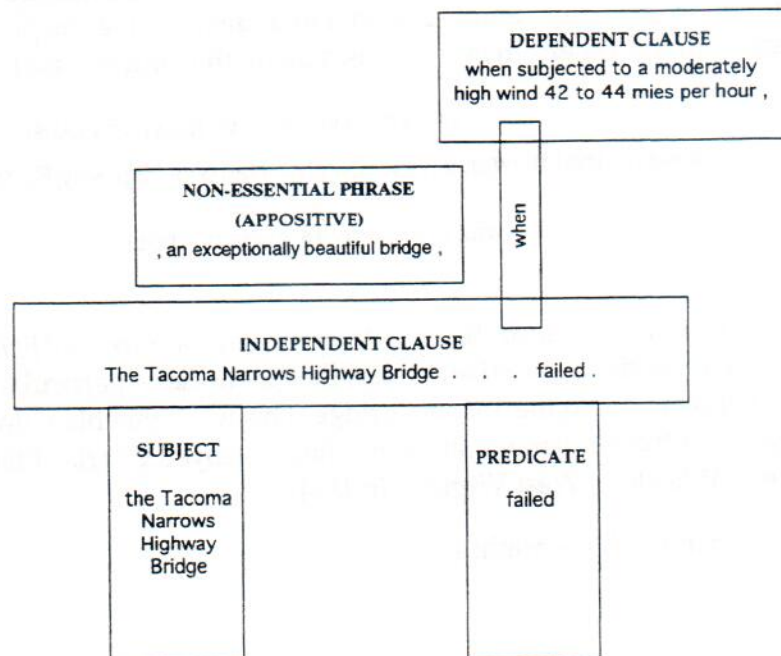 DEPENDENT CLAUSE
when subjected to a moderately
high wind 42 to 44 mies per hour ,
NON-ESSENTIAL PHRASE
(APPOSITIVE)
, an exceptionally beautiful bridge ,
when
INDEPENDENT CLAUSE
The Tacoma Narrows Highway Bridge . . . failed .
SUBJECT
the Tacoma
Narrows
Highway
Bridge
PREDICATE
failed